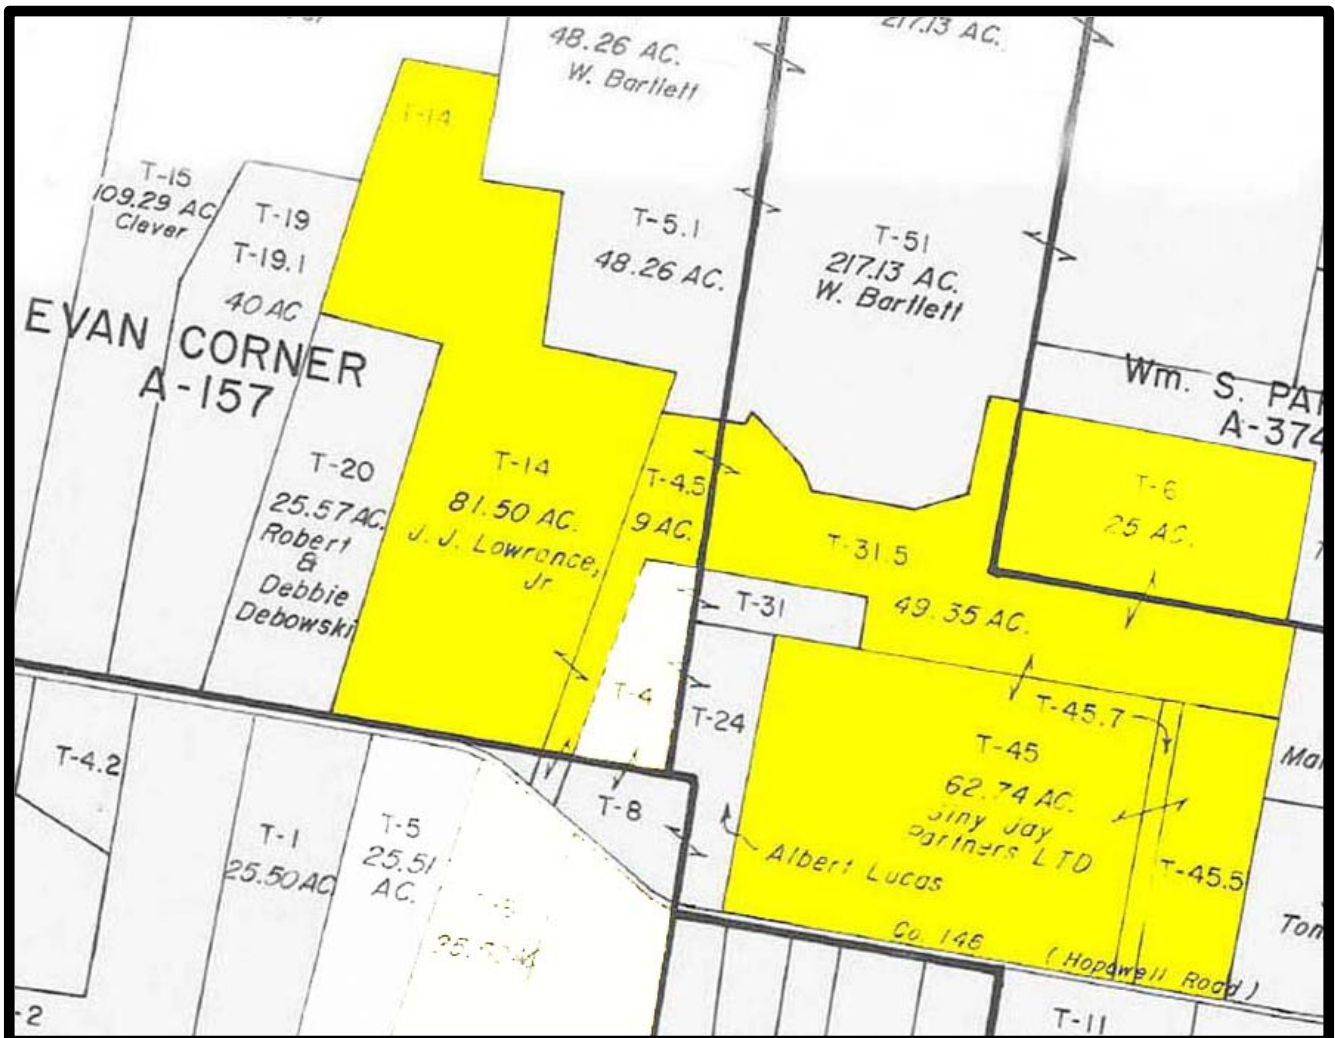 217.13 AC.
48.26 AC.
W. Bartlett
T-14
T-15
109.29 AC
Clever
T-19
T-19.1
40 AC
T-5.1
48.26 AC.
T-51
217.13 AC.
W. Bartlett
EVAN CORNER
A-157
Wm. S. PA
A-374
T-20
25.57 AC.
Robert
&
Debbie
Debowski
T-14
81.50 AC.
J. J. Lowrance,
Jr
T-4.5
9 AC.
T-6
25 AC.
T-31.5
49.35 AC.
T-31
T-4
T-24
T-45.7
T-45
62.74 AC.
Jay
Partners LTD
T-45.5
Albert Lucas
T-4.2
T-1
25.50 AC.
T-5
25.51
AC.
T-8
Co. 146 (Hopewell Road)
T-11
-2
Ton